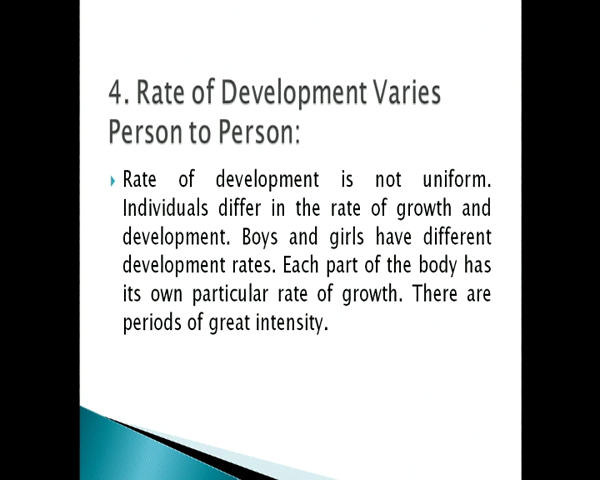 4. Rate of Development Varies
Person to Person:
Rate of development is not uniform.
Individuals differ in the rate of growth and
development. Boys and girls have different
development rates. Each part of the body has
its own particular rate of growth. There are
periods of great intensity.